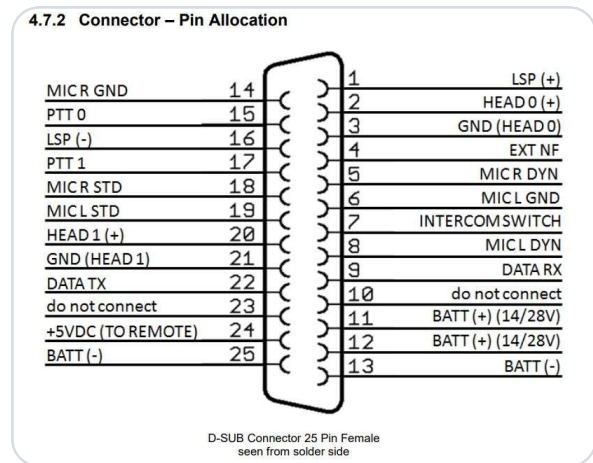 4.7.2 Connector – Pin Allocation
MIC R GND 14
PTT 0 15
LSP (-) 16
PTT 1 17
MIC R STD 18
MIC L STD 19
HEAD 1 (+) 20
GND (HEAD 1) 21
DATA TX 22
do not connect 23
+5VDC (TO REMOTE) 24
BATT (-) 25
1 LSP (+)
2 HEAD 0 (+)
3 GND (HEAD 0)
4 EXT NF
5 MIC R DYN
6 MIC L GND
7 INTERCOM SWITCH
8 MIC L DYN
9 DATA RX
10 do not connect
11 BATT (+) (14/28V)
12 BATT (+) (14/28V)
13 BATT (-)
D-SUB Connector 25 Pin Female
seen from solder side